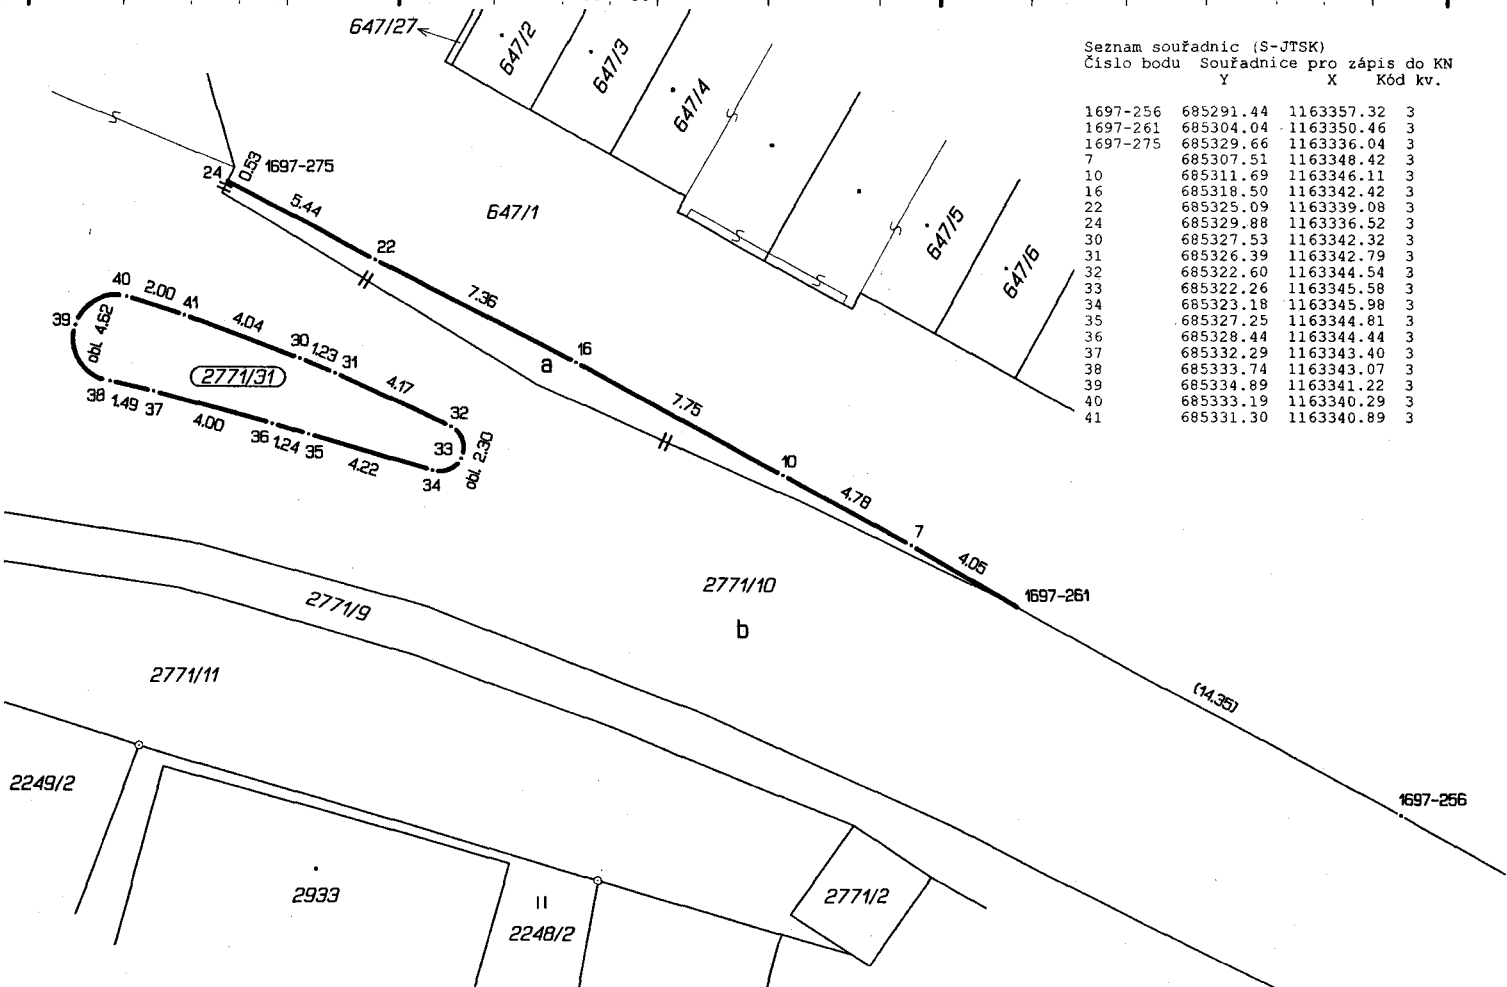 647/27
647/2
647/3
647/4
Seznam souřadnic (S-JTSK)
Číslo bodu Souřadnice pro zápis do KN
Y X Kód kv.
1697-256 685291.44 1163357.32 3
1697-261 685304.04 1163350.46 3
1697-275 685329.66 1163336.04 3
7 685307.51 1163348.42 3
10 685311.69 1163346.11 3
16 685318.50 1163342.42 3
22 685325.09 1163339.08 3
24 685329.88 1163336.52 3
30 685327.53 1163342.32 3
31 685326.39 1163342.79 3
32 685322.60 1163344.54 3
33 685322.26 1163345.58 3
34 685323.18 1163345.98 3
35 685327.25 1163344.81 3
36 685328.44 1163344.44 3
37 685332.29 1163343.40 3
38 685333.74 1163343.07 3
39 685334.89 1163341.22 3
40 685333.19 1163340.29 3
41 685331.30 1163340.89 3
24
0.53
1697-275
5.44
647/1
647/5
647/6
22
7.36
40
2.00
41
39
obl. 4.62
4.04
30
1.23
31
2771/31
4.17
16
a
38
1.49
37
4.00
36
1.24
35
4.22
32
33
34
obl. 2.30
7.75
10
4.78
7
4.05
1697-261
2771/10
b
2771/9
2771/11
(14.35)
1697-256
2249/2
2933
2248/2
2771/2